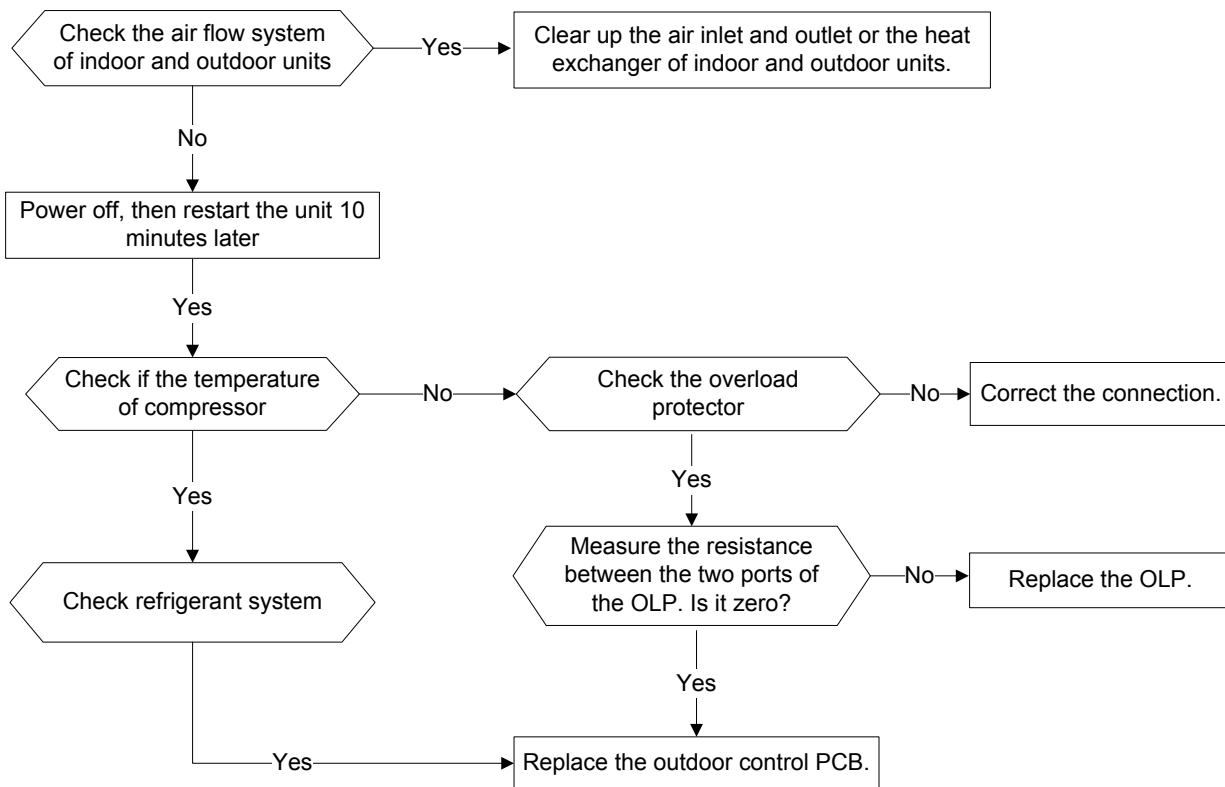 Check the air flow system
of indoor and outdoor units
Yes
Clear up the air inlet and outlet or the heat
exchanger of indoor and outdoor units.
No
Power off, then restart the unit 10
minutes later
Yes
Check if the temperature
of compressor
No
Check the overload
protector
No
Correct the connection.
Yes
Yes
Measure the resistance
between the two ports of
the OLP. Is it zero?
No
Replace the OLP.
Check refrigerant system
Yes
Yes
Replace the outdoor control PCB.